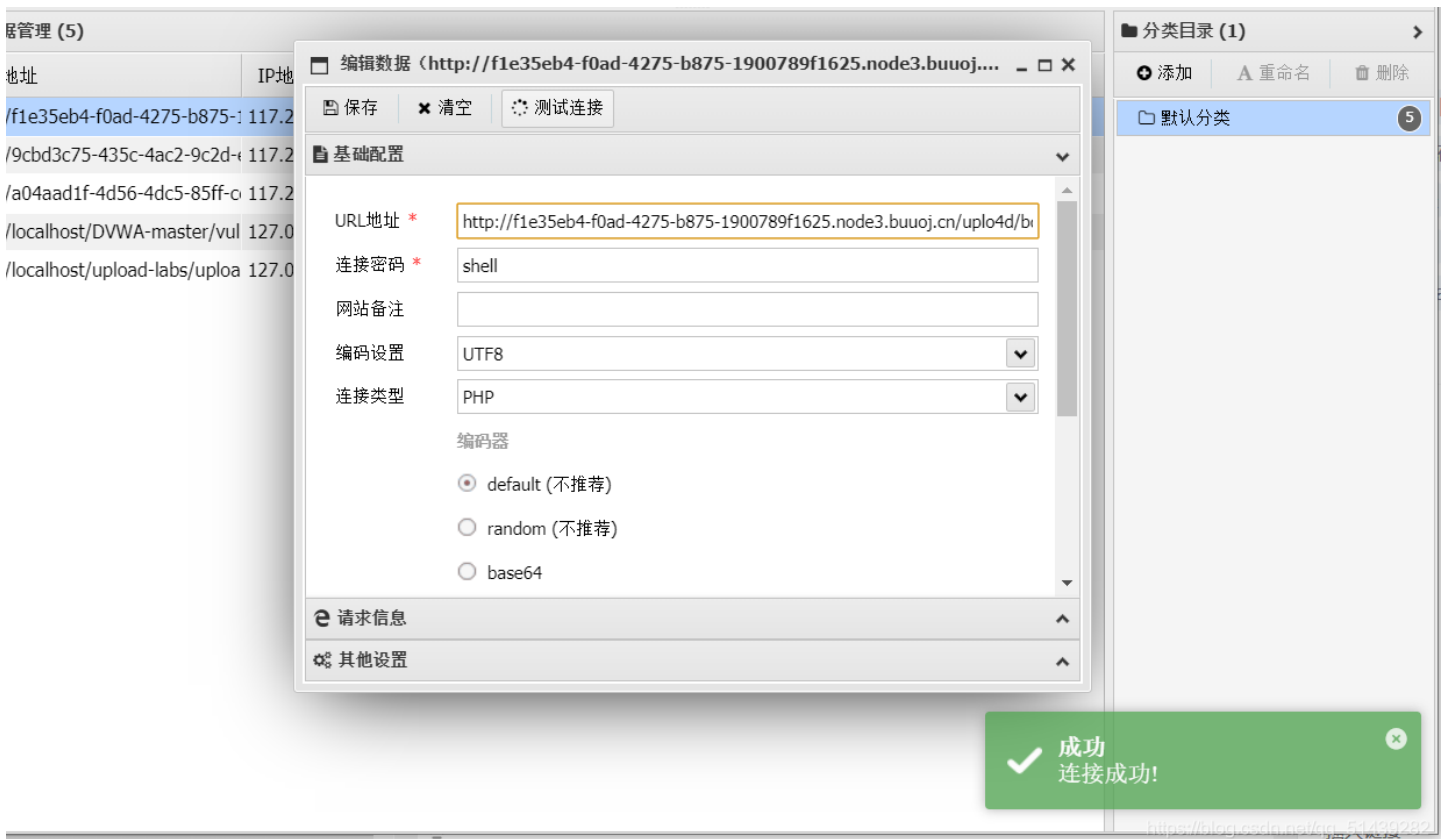 据管理 (5)
地址
IP地
/f1e35eb4-f0ad-4275-b875-1
117.2
/9cbd3c75-435c-4ac2-9c2d-e
117.2
/a04aad1f-4d56-4dc5-85ff-c
117.2
/localhost/DVWA-master/vul
127.0
/localhost/upload-labs/uploa
127.0
编辑数据（http://f1e35eb4-f0ad-4275-b875-1900789f1625.node3.buuoj....
保存
清空
测试连接
基础配置
URL地址 *
http://f1e35eb4-f0ad-4275-b875-1900789f1625.node3.buuoj.cn/uplo4d/b
连接密码 *
shell
网站备注
编码设置
UTF8
连接类型
PHP
编码器
default (不推荐)
random (不推荐)
base64
请求信息
其他设置
分类目录 (1)
添加
重命名
删除
默认分类
5
成功
连接成功!
https://blog.csdn.net/qq_51439282